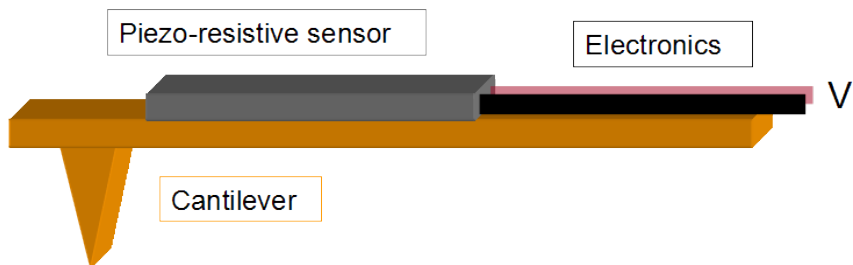 Piezo-resistive sensor
Electronics
V
Cantilever